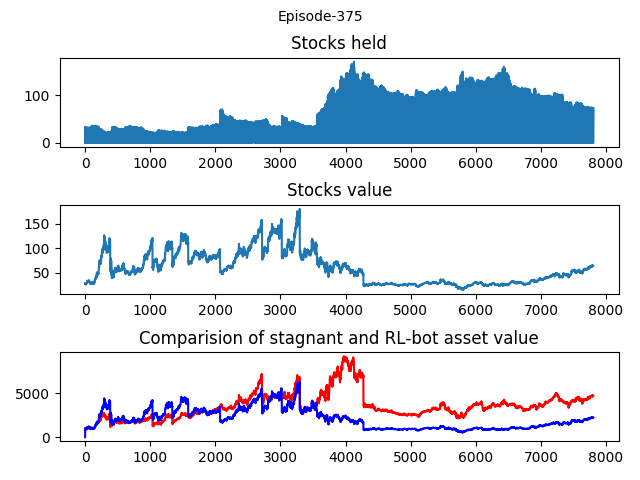 Episode-375
Stocks held
100
0
0 1000 2000 3000 4000 5000 6000 7000 8000
Stocks value
150
100
50
0 1000 2000 3000 4000 5000 6000 7000 8000
Comparision of stagnant and RL-bot asset value
5000
0
0 1000 2000 3000 4000 5000 6000 7000 8000